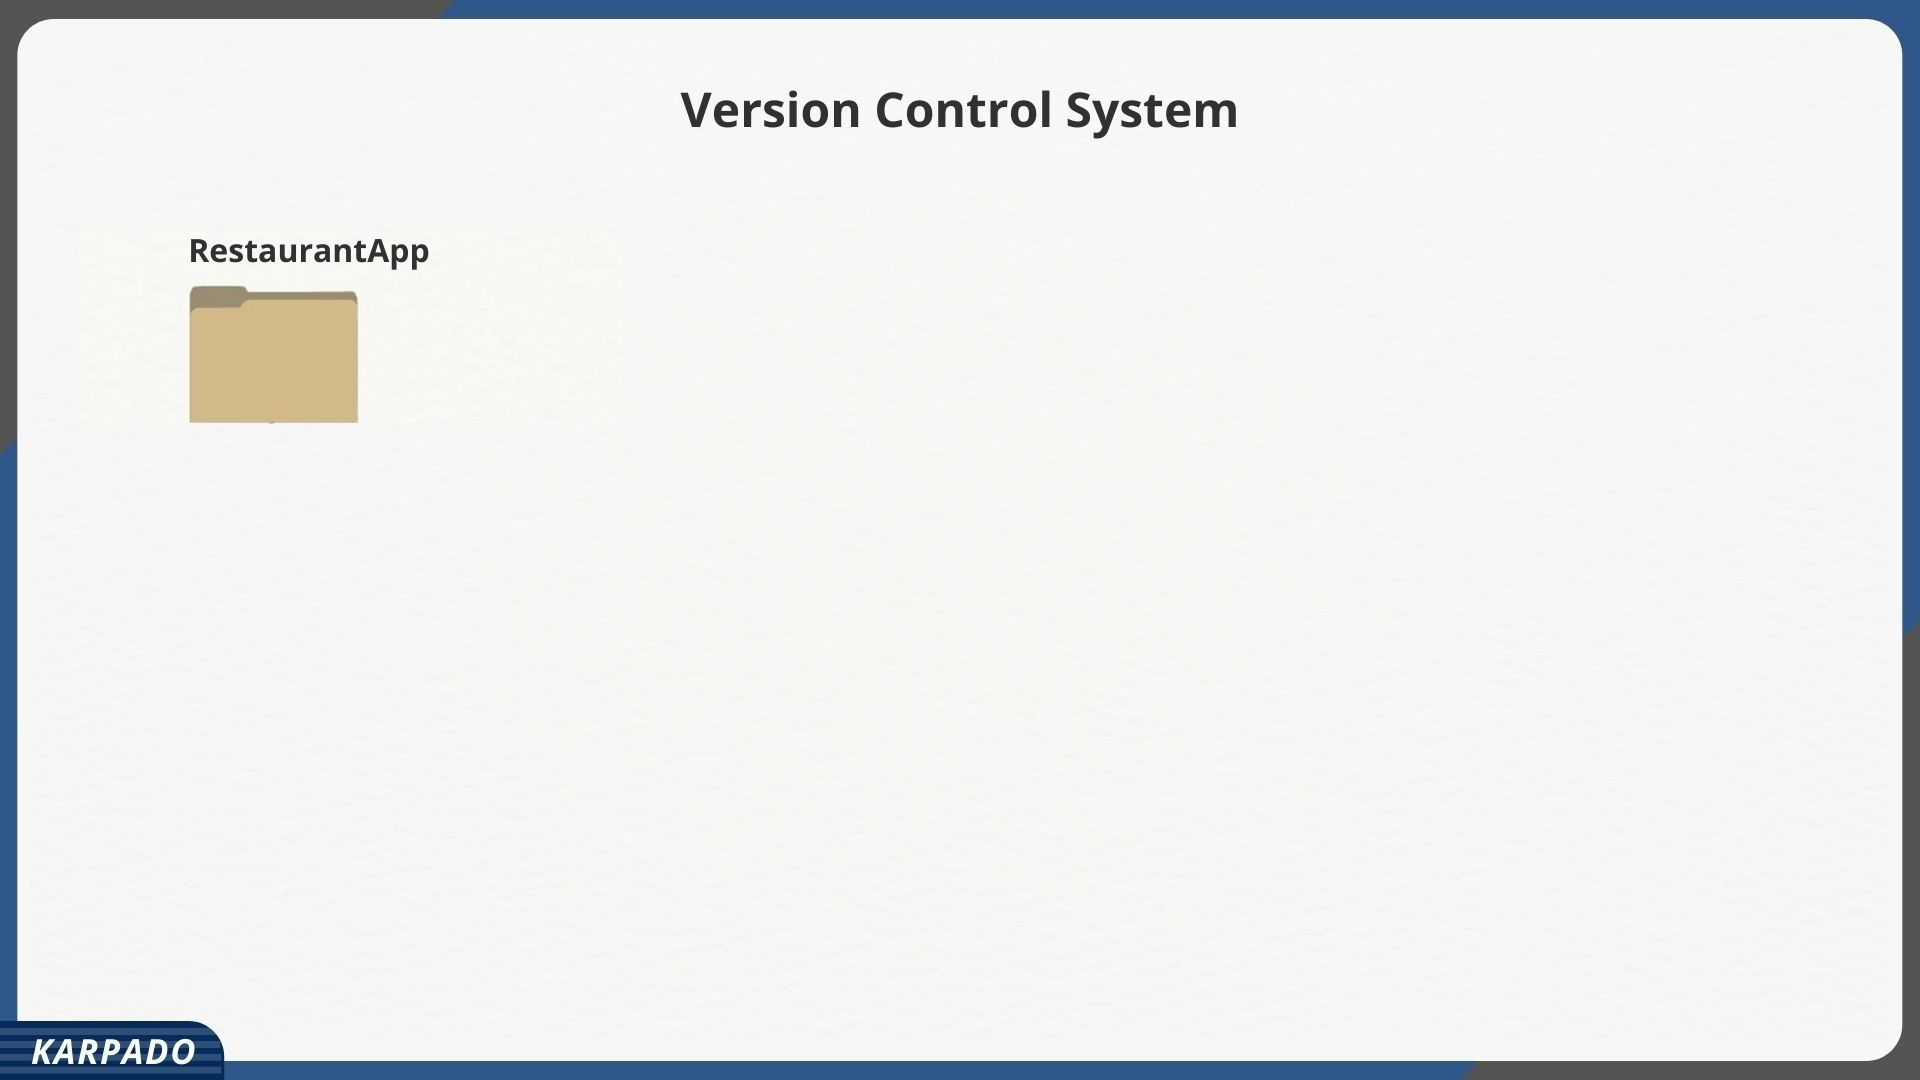 Version Control System
RestaurantApp
KARPADO